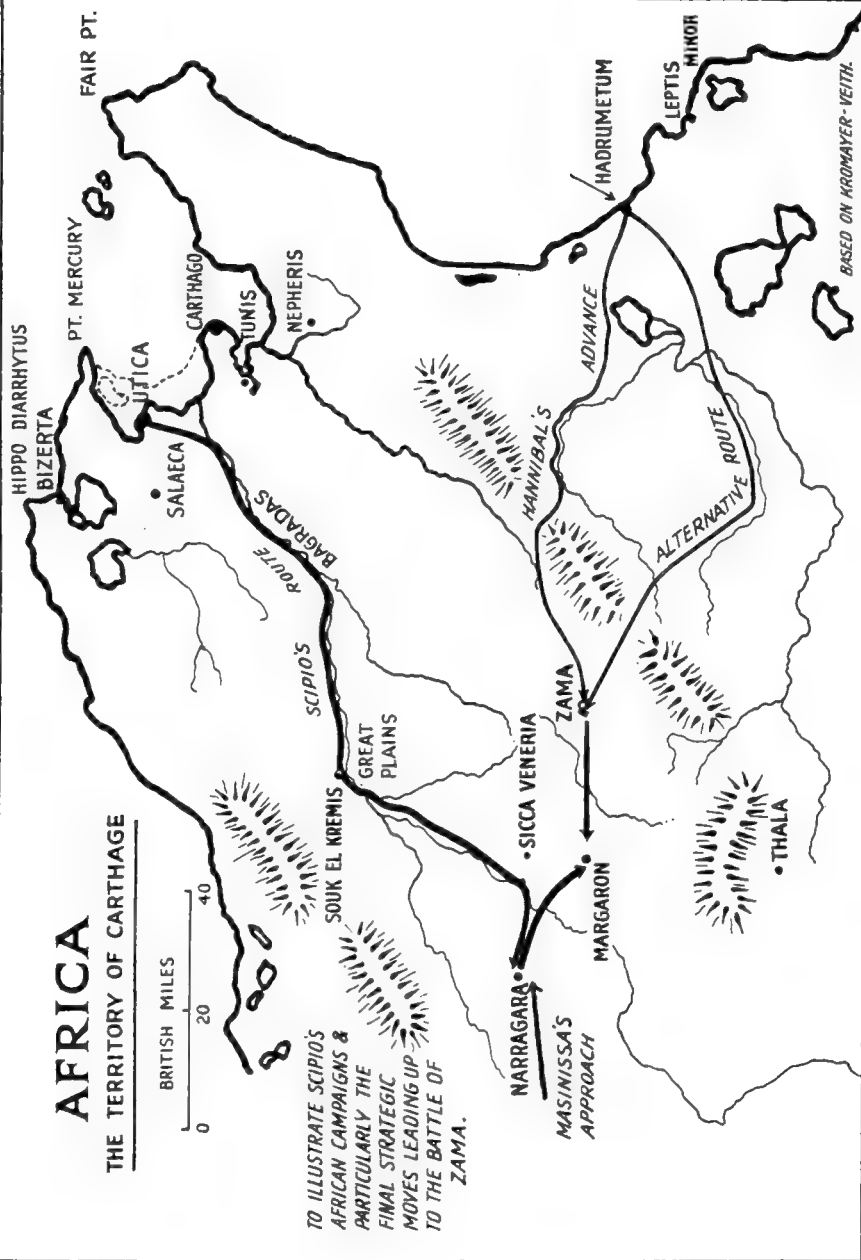 AFRICA
THE TERRITORY OF CARTHAGE
BRITISH MILES
0 20 40
TO ILLUSTRATE SCIPIO'S
AFRICAN CAMPAIGNS &
PARTICULARLY THE
FINAL STRATEGIC
MOVES LEADING UP
TO THE BATTLE OF
ZAMA.
HIPPO DIARRHYTUS
BIZERTA
PT. MERCURY
FAIR PT.
UTICA
CARTHAGO
TUNIS
NEPHERIS
SALAECA
BAGRADAS
SCIPIO'S ROUTE
SOUK EL KREMIS
GREAT
PLAINS
HANNIBAL'S ADVANCE
HADRUMETUM
LEPTIS
MINOR
ALTERNATIVE ROUTE
SICCA VENERIA
ZAMA
NARRAGARA
MARGARON
THALA
MASINISSA'S
APPROACH
BASED ON KROMAYER-VEITH.